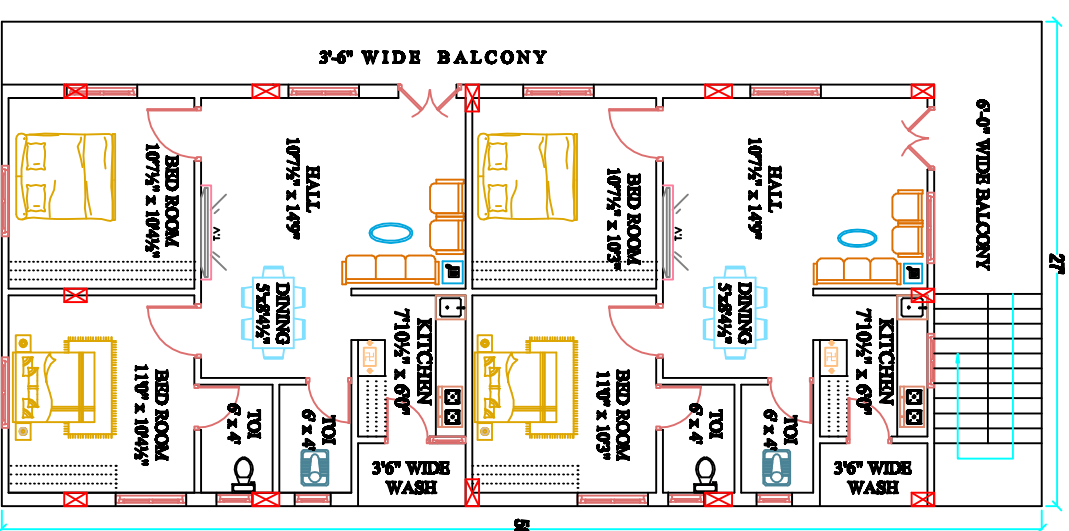 3'-6" WIDE BALCONY
BED ROOM
10'7½" x 10'4½"
HALL
10'7½" x 14'9"
T.V
BED ROOM
10'7½" x 10'3"
HALL
10'7½" x 14'9"
T.V
6'-0" WIDE BALCONY
27'
DINING
5'x8'4½"
KITCHEN
7'10½" x 6'0"
DINING
5'x8'4½"
KITCHEN
7'10½" x 6'0"
BED ROOM
11'0" x 10'4½"
TOI
6' x 4'
TOI
6' x 4'
BED ROOM
11'0" x 10'3"
TOI
6' x 4'
TOI
6' x 4'
3'6" WIDE
WASH
3'6" WIDE
WASH